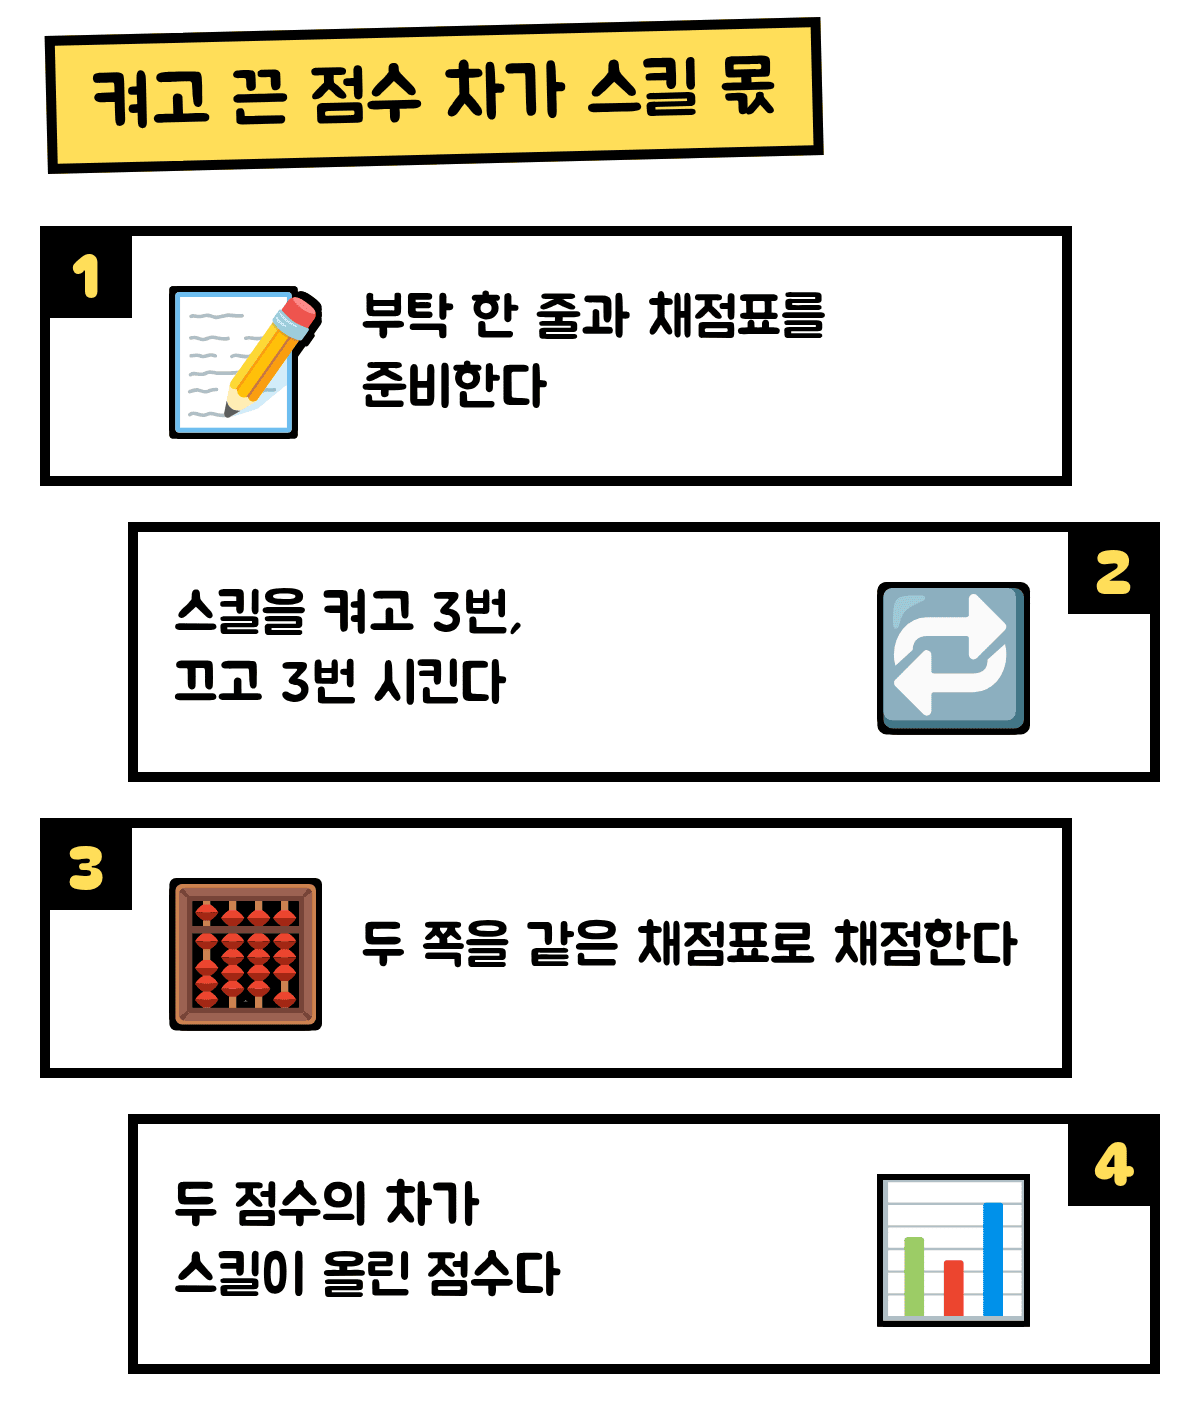 켜고 끈 점수 차가 스킬 몫
1
부탁 한 줄과 채점표를
준비한다
2
스킬을 켜고 3번,
끄고 3번 시킨다
3
두 쪽을 같은 채점표로 채점한다
4
두 점수의 차가
스킬이 올린 점수다